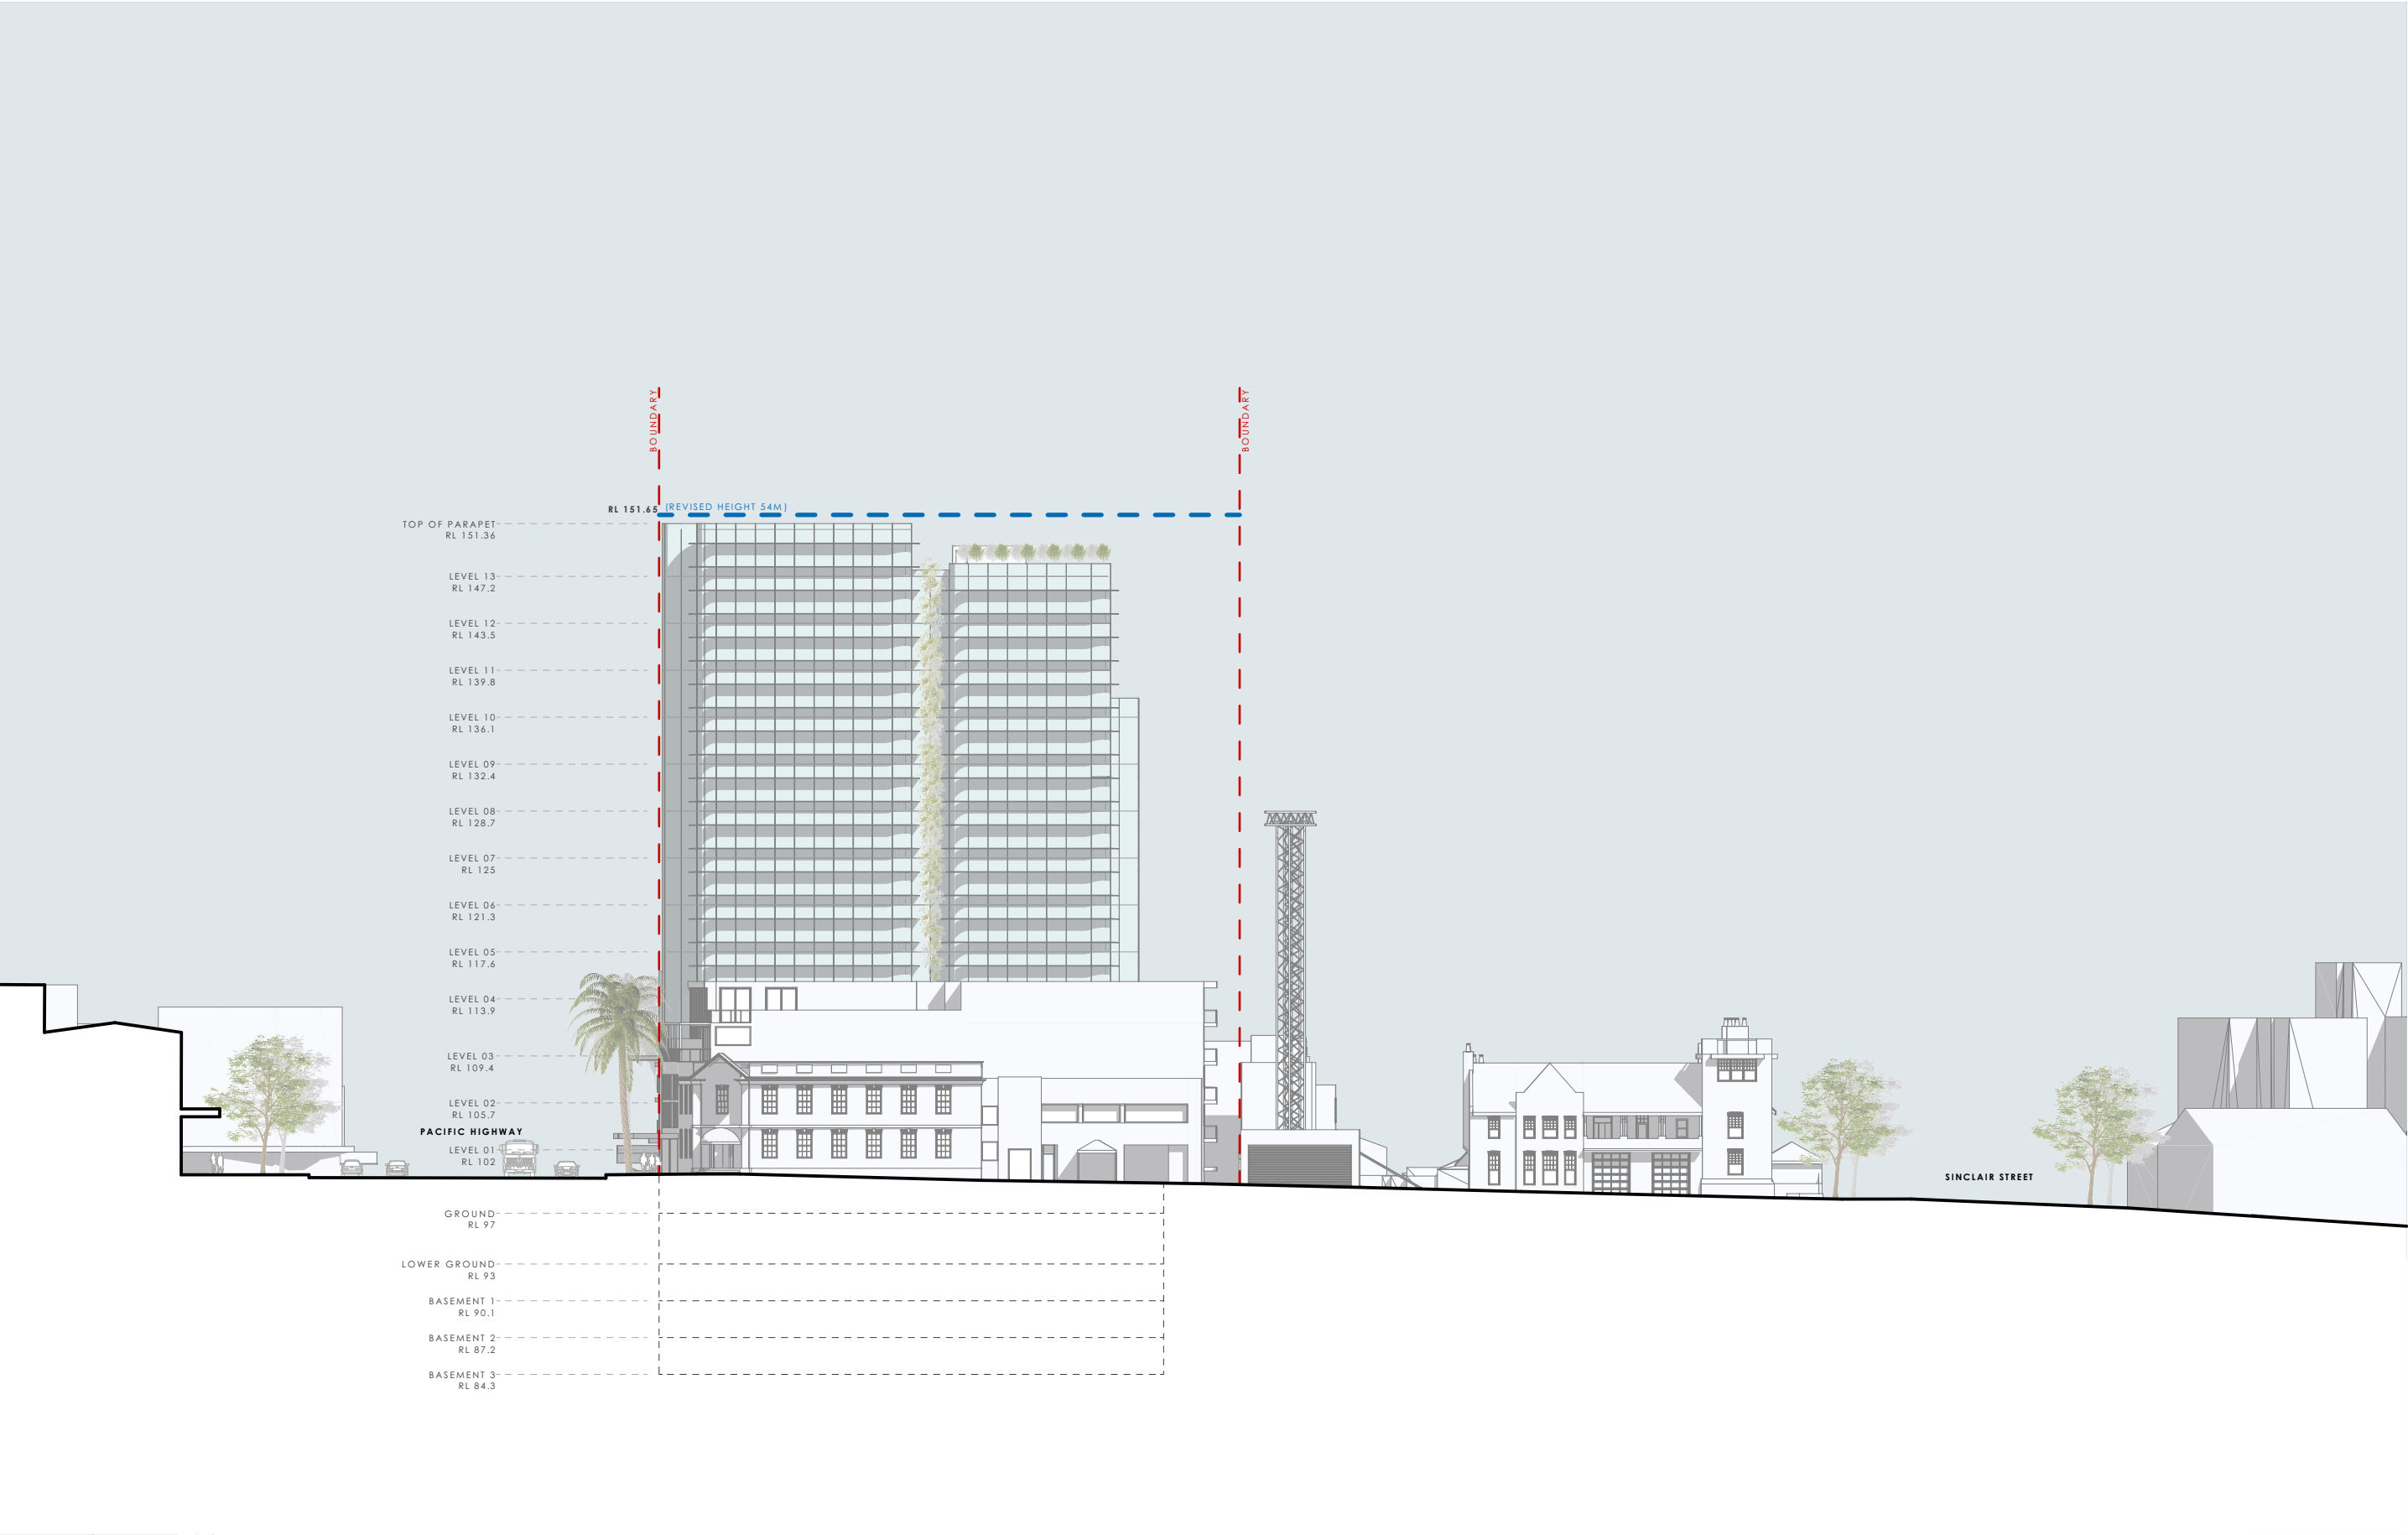 BOUNDARY
BOUNDARY
RL 151.65 (REVISED HEIGHT 54M)
TOP OF PARAPET
RL 151.36
LEVEL 13
RL 147.2
LEVEL 12
RL 143.5
LEVEL 11
RL 139.8
LEVEL 10
RL 136.1
LEVEL 09
RL 132.4
LEVEL 08
RL 128.7
LEVEL 07
RL 125
LEVEL 06
RL 121.3
LEVEL 05
RL 117.6
LEVEL 04
RL 113.9
LEVEL 03
RL 109.4
LEVEL 02
RL 105.7
PACIFIC HIGHWAY
LEVEL 01
RL 102
SINCLAIR STREET
GROUND
RL 97
LOWER GROUND
RL 93
BASEMENT 1
RL 90.1
BASEMENT 2
RL 87.2
BASEMENT 3
RL 84.3